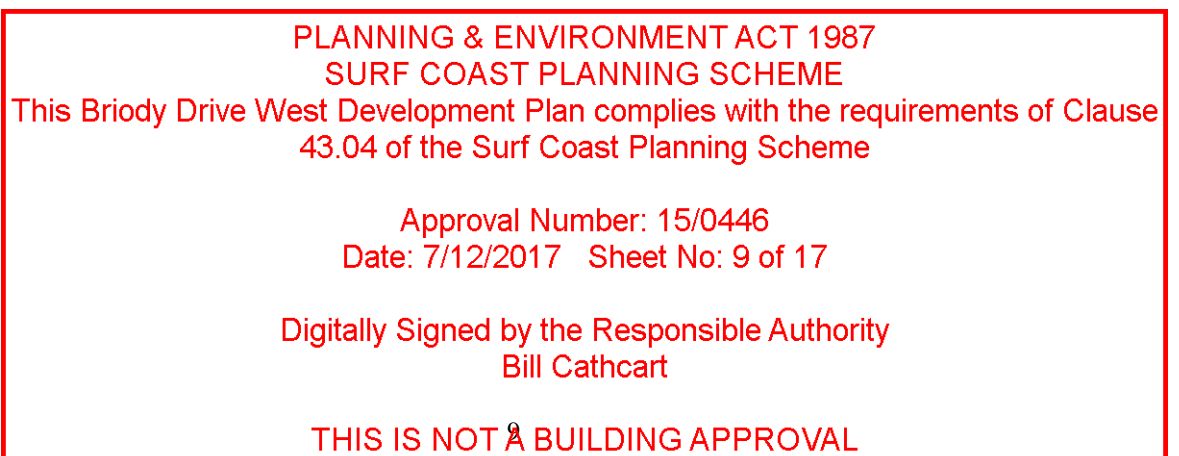 PLANNING & ENVIRONMENT ACT 1987
SURF COAST PLANNING SCHEME
This Briody Drive West Development Plan complies with the requirements of Clause
43.04 of the Surf Coast Planning Scheme
Approval Number: 15/0446
Date: 7/12/2017 Sheet No: 9 of 17
Digitally Signed by the Responsible Authority
Bill Cathcart
THIS IS NOT A BUILDING APPROVAL
9